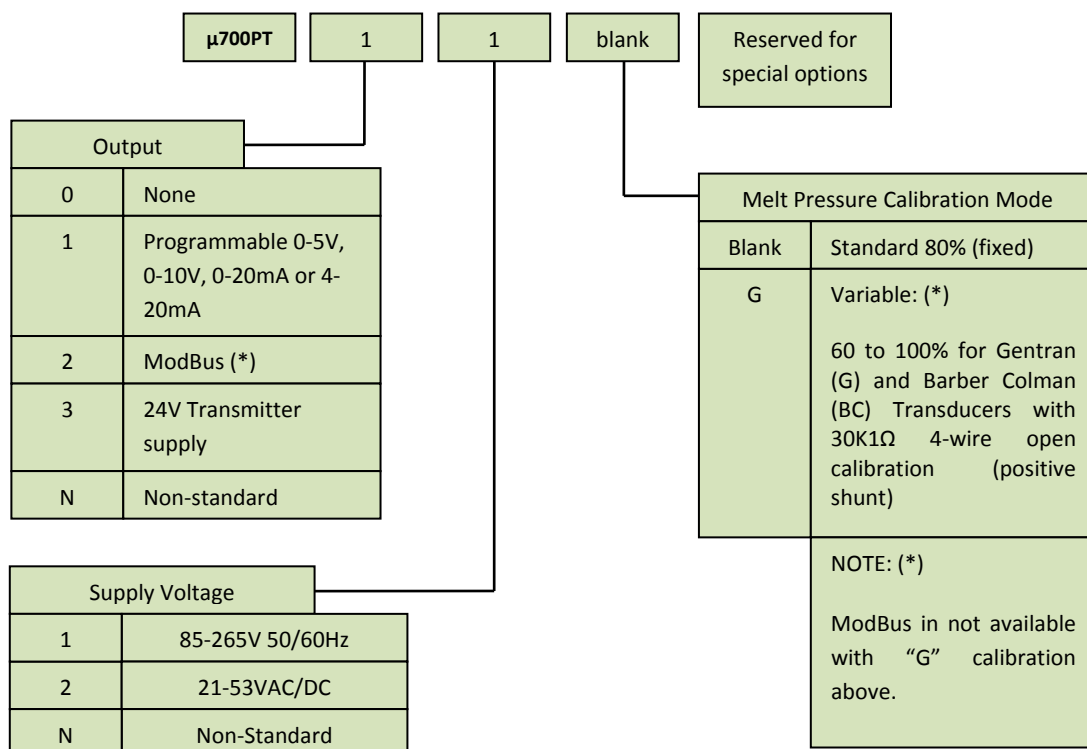 μ700PT 1 1 blank Reserved for
special options
Output
0 None
1 Programmable 0-5V,
0-10V, 0-20mA or 4-
20mA
2 ModBus (*)
3 24V Transmitter
supply
N Non-standard
Supply Voltage
1 85-265V 50/60Hz
2 21-53VAC/DC
N Non-Standard
Melt Pressure Calibration Mode
Blank Standard 80% (fixed)
G Variable: (*)
60 to 100% for Gentran
(G) and Barber Colman
(BC) Transducers with
30K1Ω 4-wire open
calibration (positive
shunt)
NOTE: (*)
ModBus in not available
with “G” calibration
above.